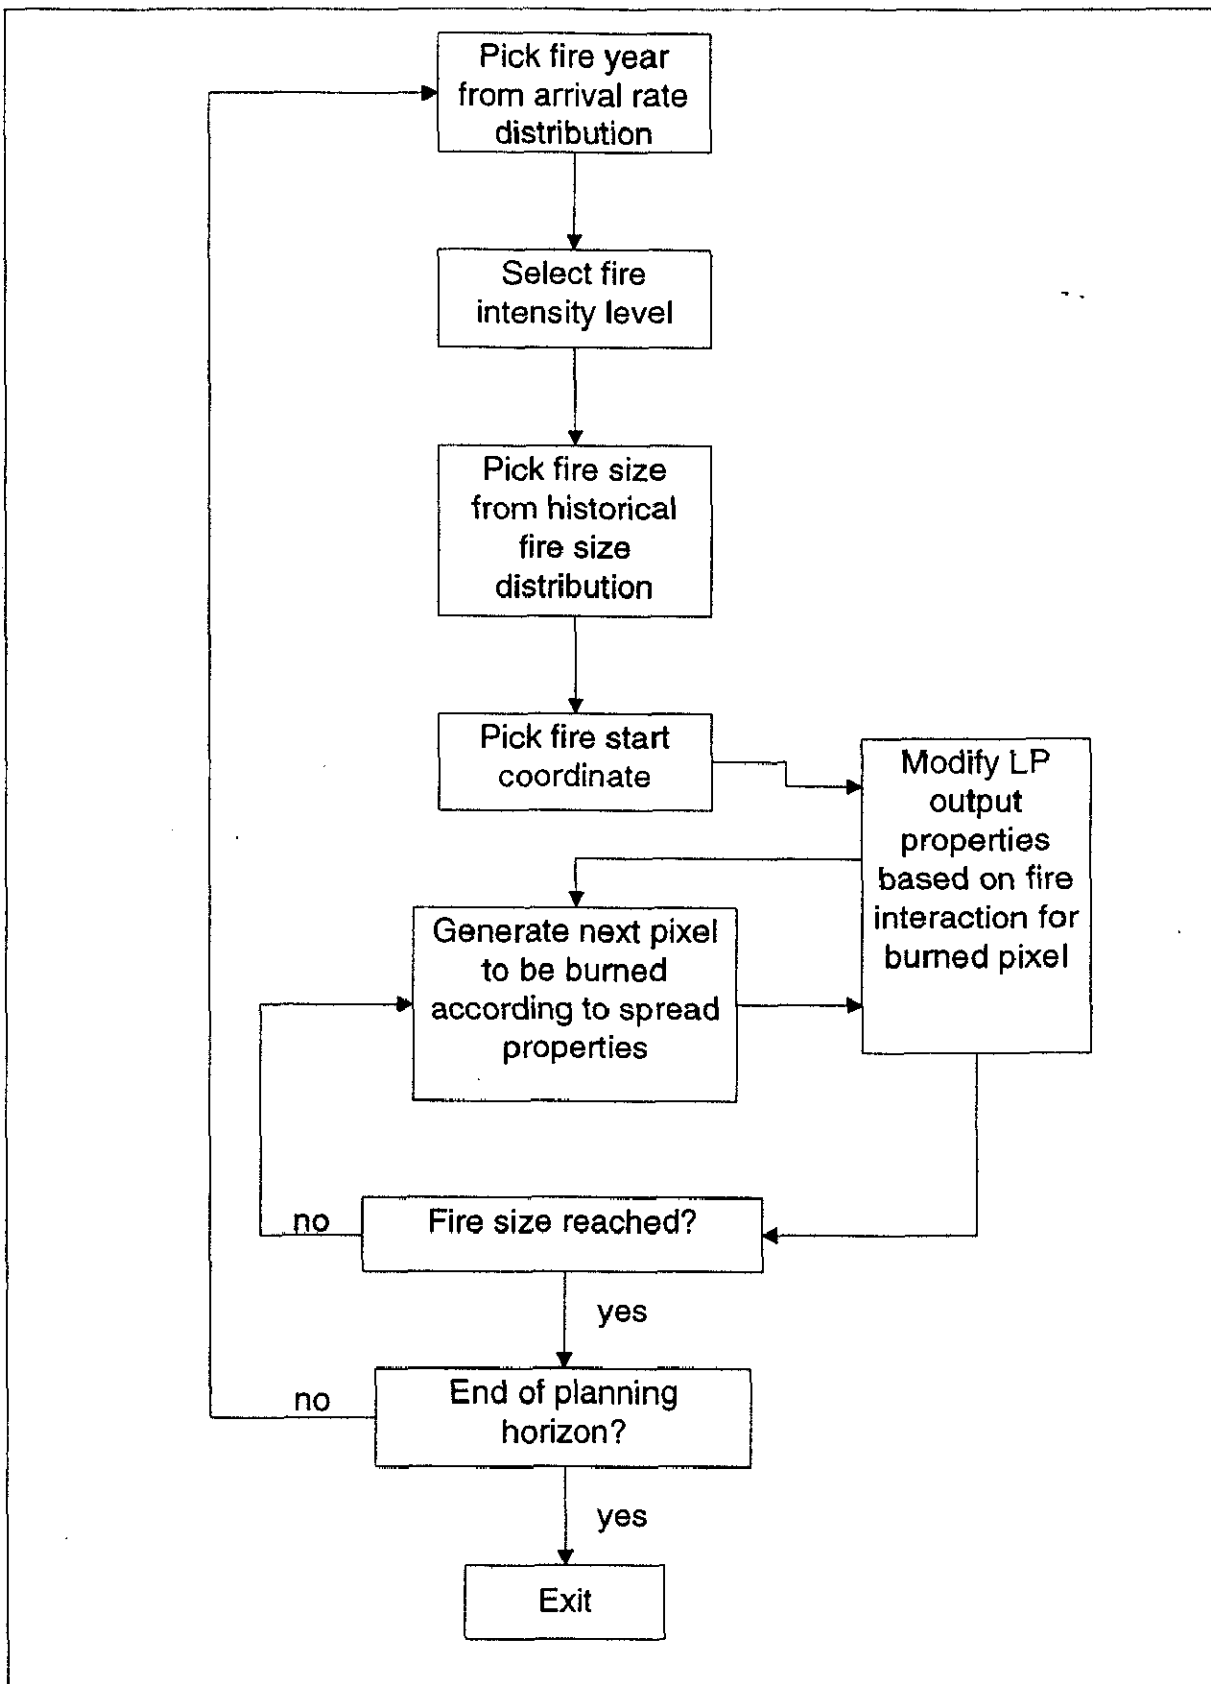 Pick fire year
from arrival rate
distribution
Select fire
intensity level
Pick fire size
from historical
fire size
distribution
Pick fire start
coordinate
Modify LP
output
properties
based on fire
interaction for
burned pixel
Generate next pixel
to be burned
according to spread
properties
no
Fire size reached?
yes
no
End of planning
horizon?
yes
Exit